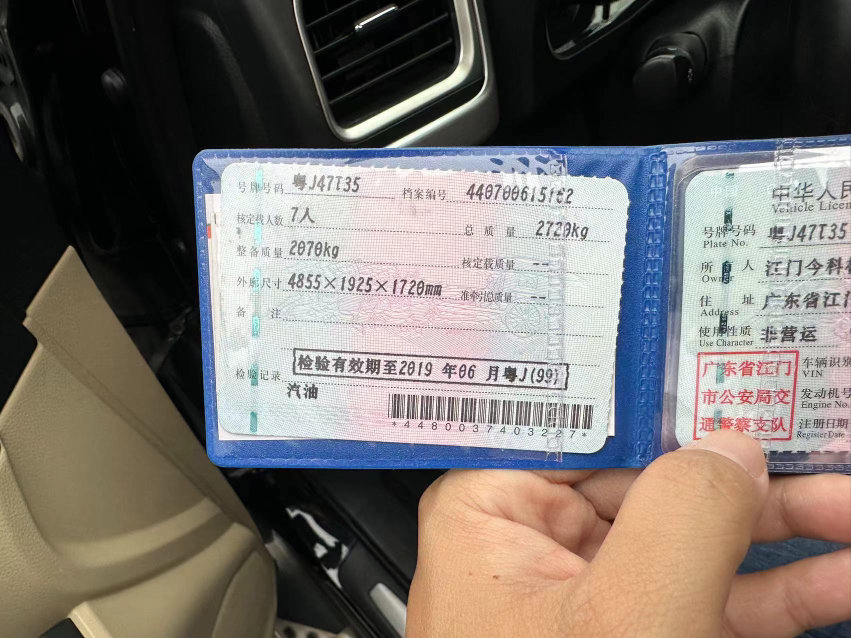 号牌号码 粤J47T35 档案编号
核定载人数 7人 总质量 2720kg
整备质量 2070kg 核定载质量 --
外廓尺寸 4855×1925×1720mm 准牵引总质量 --
备注
检验记录 检验有效期至2019 年06 月粤J(99)
汽油
*4480037403227*
中华人民
Vehicle Licen
号牌号码 粤J47T35
Plate No.
所有人 江门今科
Owner
住址 广东省江门
Address
使用性质 非营运
Use Character
广东省江门
市公安局交
通警察支队
车辆识别
VIN
发动机号
Engine No.
注册日期
Register Date